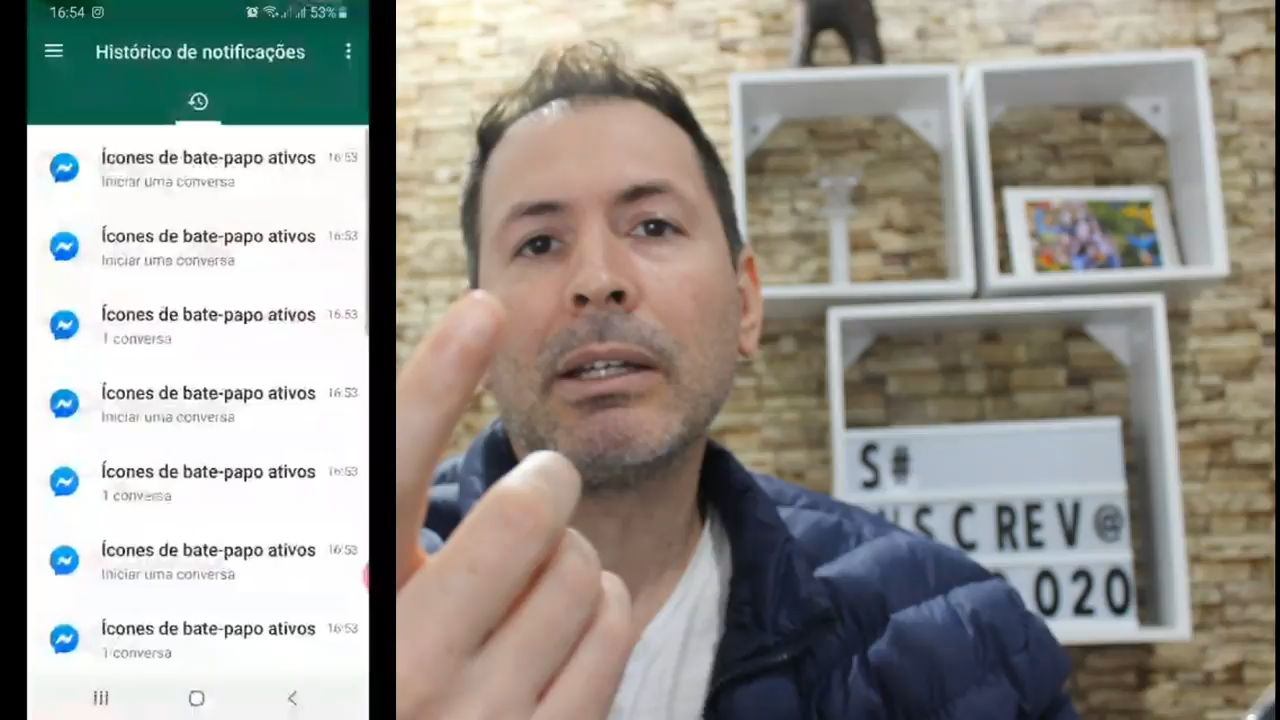 16:54
53%
Histórico de notificações
Ícones de bate-papo ativos 16:53
Iniciar uma conversa
Ícones de bate-papo ativos 16:53
Iniciar uma conversa
Ícones de bate-papo ativos 16:53
1 conversa
Ícones de bate-papo ativos 16:53
Iniciar uma conversa
Ícones de bate-papo ativos 16:53
1 conversa
Ícones de bate-papo ativos 16:53
Iniciar uma conversa
Ícones de bate-papo ativos 16:53
1 conversa
S#
SCREV@
020